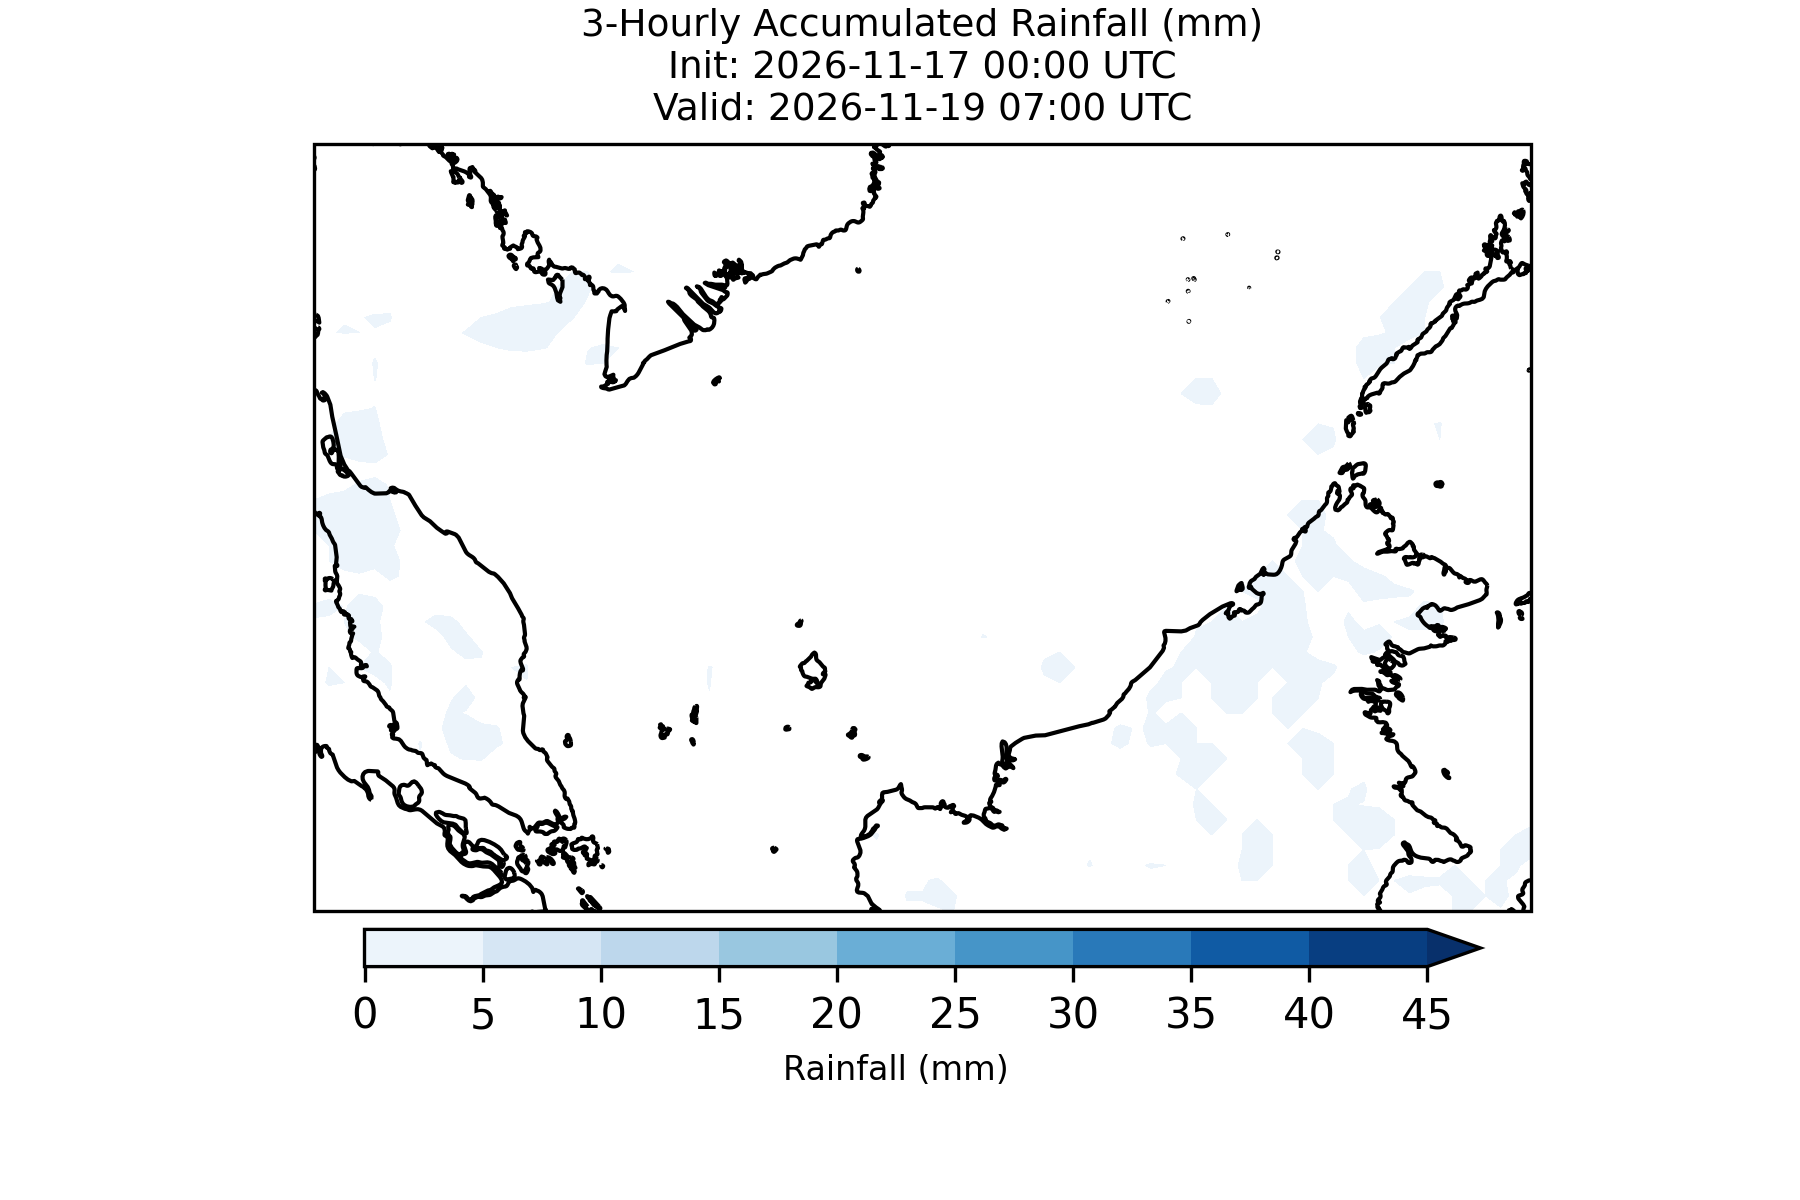 3-Hourly Accumulated Rainfall (mm)
Init: 2026-11-17 00:00 UTC
Valid: 2026-11-19 07:00 UTC
0 5 10 15 20 25 30 35 40 45
Rainfall (mm)